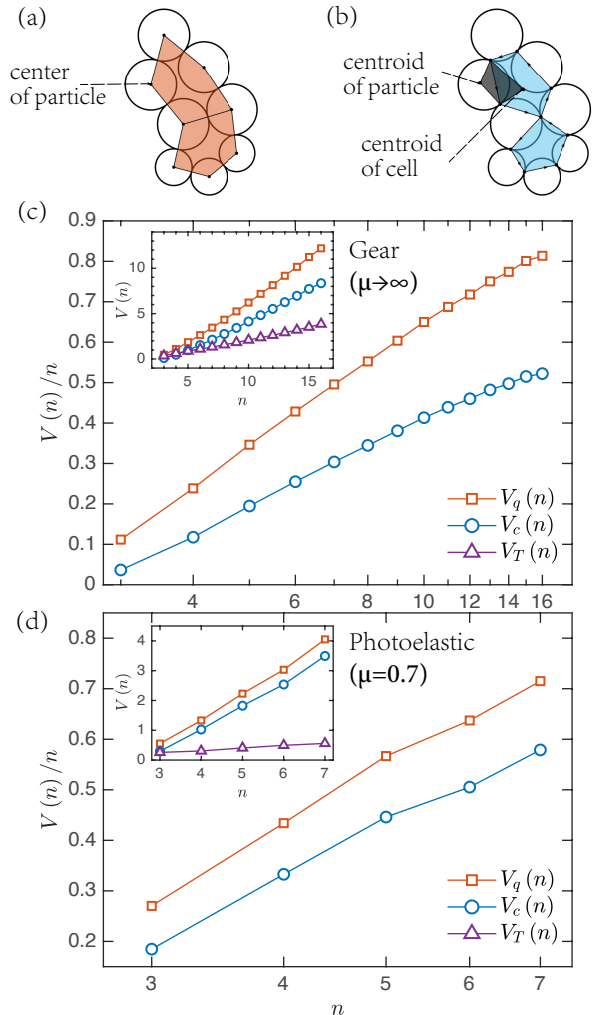 (a)
(b)
center
of particle
centroid
of particle
centroid
of cell
(c)
0.9
0.8
0.7
0.6
0.5
0.4
0.3
0.2
0.1
0
V (n) /n
10
5
0
V (n)
5
10
15
n
Gear
(μ→∞)
V_q (n)
V_c (n)
V_T (n)
4
6
8
10
12
14
16
(d)
0.8
0.7
0.6
0.5
0.4
0.3
0.2
V (n) /n
4
3
2
1
0
V (n)
3
4
5
6
7
n
Photoelastic
(μ=0.7)
V_q (n)
V_c (n)
V_T (n)
3
4
5
6
7
n